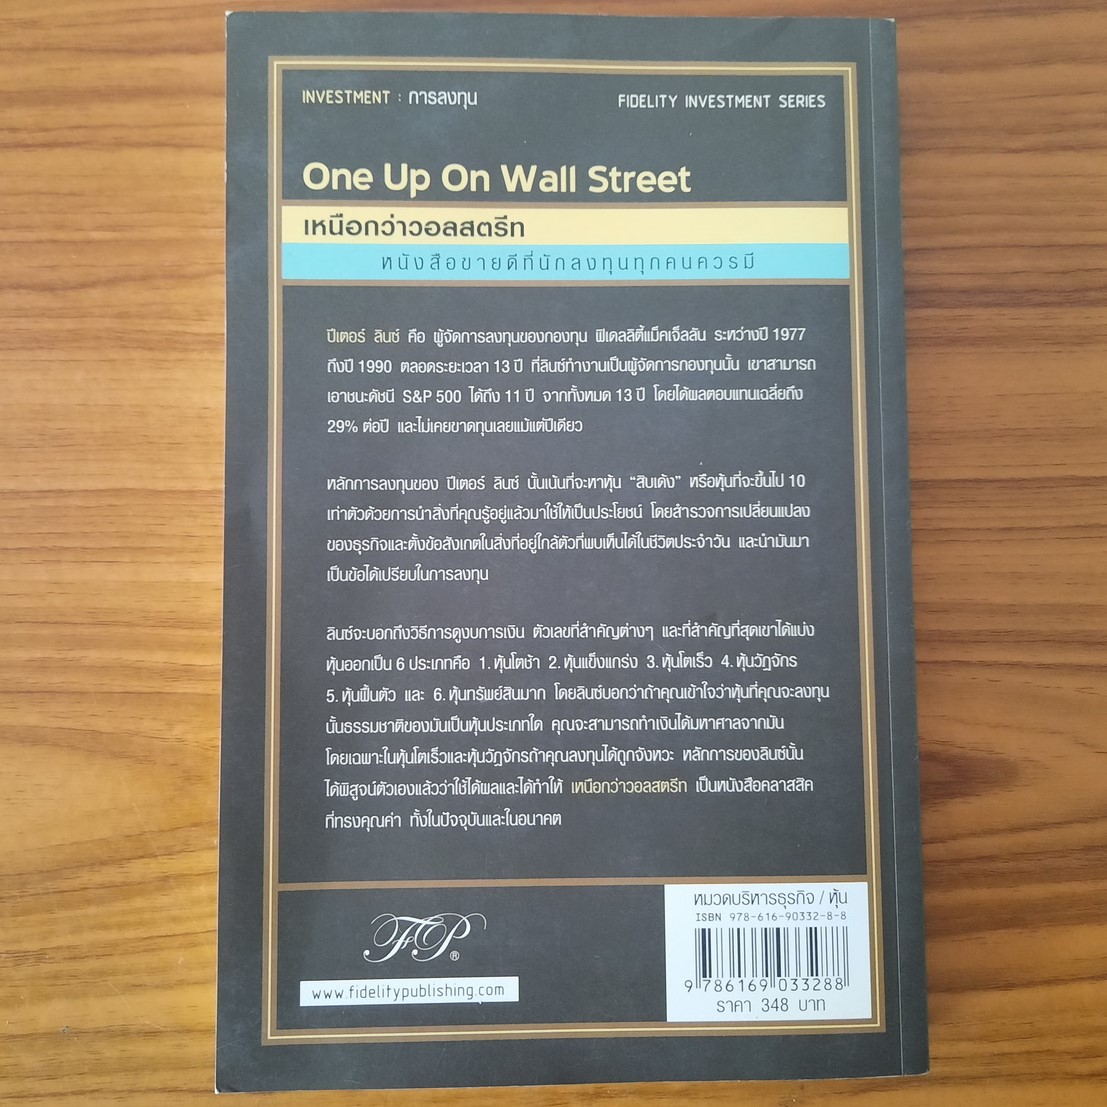 INVESTMENT : การลงทุน
FIDELITY INVESTMENT SERIES
One Up On Wall Street
เหนือกว่าวอลสตรีท
หนังสือขายดีที่นักลงทุนทุกคนควรมี
ปีเตอร์ ลินซ์ คือ ผู้จัดการลงทุนของกองทุน ฟิเดลลิตี้แม็คเจ็ลลัน ระหว่างปี 1977
ถึงปี 1990 ตลอดระยะเวลา 13 ปี ที่ลินซ์ทำงานเป็นผู้จัดการกองทุนนั้น เขาสามารถ
เอาชนะดัชนี S&P 500 ได้ถึง 11 ปี จากทั้งหมด 13 ปี โดยได้ผลตอบแทนเฉลี่ยถึง
29% ต่อปี และไม่เคยขาดทุนเลยแม้แต่ปีเดียว
หลักการลงทุนของ ปีเตอร์ ลินซ์ นั้นเน้นที่จะหาหุ้น “สิบเด้ง” หรือหุ้นที่จะขึ้นไป 10
เท่าตัวด้วยการนำสิ่งที่คุณรู้อยู่แล้วมาใช้ให้เป็นประโยชน์ โดยสำรวจการเปลี่ยนแปลง
ของธุรกิจและตั้งข้อสังเกตในสิ่งที่อยู่ใกล้ตัวที่พบเห็นได้ในชีวิตประจำวัน และนำมันมา
เป็นข้อได้เปรียบในการลงทุน
ลินซ์จะบอกถึงวิธีการดูงบการเงิน ตัวเลขที่สำคัญต่างๆ และที่สำคัญที่สุดเขาได้แบ่ง
หุ้นออกเป็น 6 ประเภทคือ 1. หุ้นโตช้า 2. หุ้นแข็งแกร่ง 3. หุ้นโตเร็ว 4. หุ้นวัฏจักร
5. หุ้นฟื้นตัว และ 6. หุ้นทรัพย์สินมาก โดยลินซ์บอกว่าถ้าคุณเข้าใจว่าหุ้นที่คุณจะลงทุน
นั้นธรรมชาติของมันเป็นหุ้นประเภทใด คุณจะสามารถทำเงินได้มหาศาลจากมัน
โดยเฉพาะในหุ้นโตเร็วและหุ้นวัฏจักรถ้าคุณลงทุนได้ถูกจังหวะ หลักการของลินซ์นั้น
ได้พิสูจน์ตัวเองแล้วว่าใช้ได้ผลและได้ทำให้ เหนือกว่าวอลสตรีท เป็นหนังสือคลาสสิค
ที่ทรงคุณค่า ทั้งในปัจจุบันและในอนาคต
FP®
www.fidelitypublishing.com
หมวดบริหารธุรกิจ / หุ้น
ISBN 978-616-90332-8-8
9 786169 033288
ราคา 348 บาท